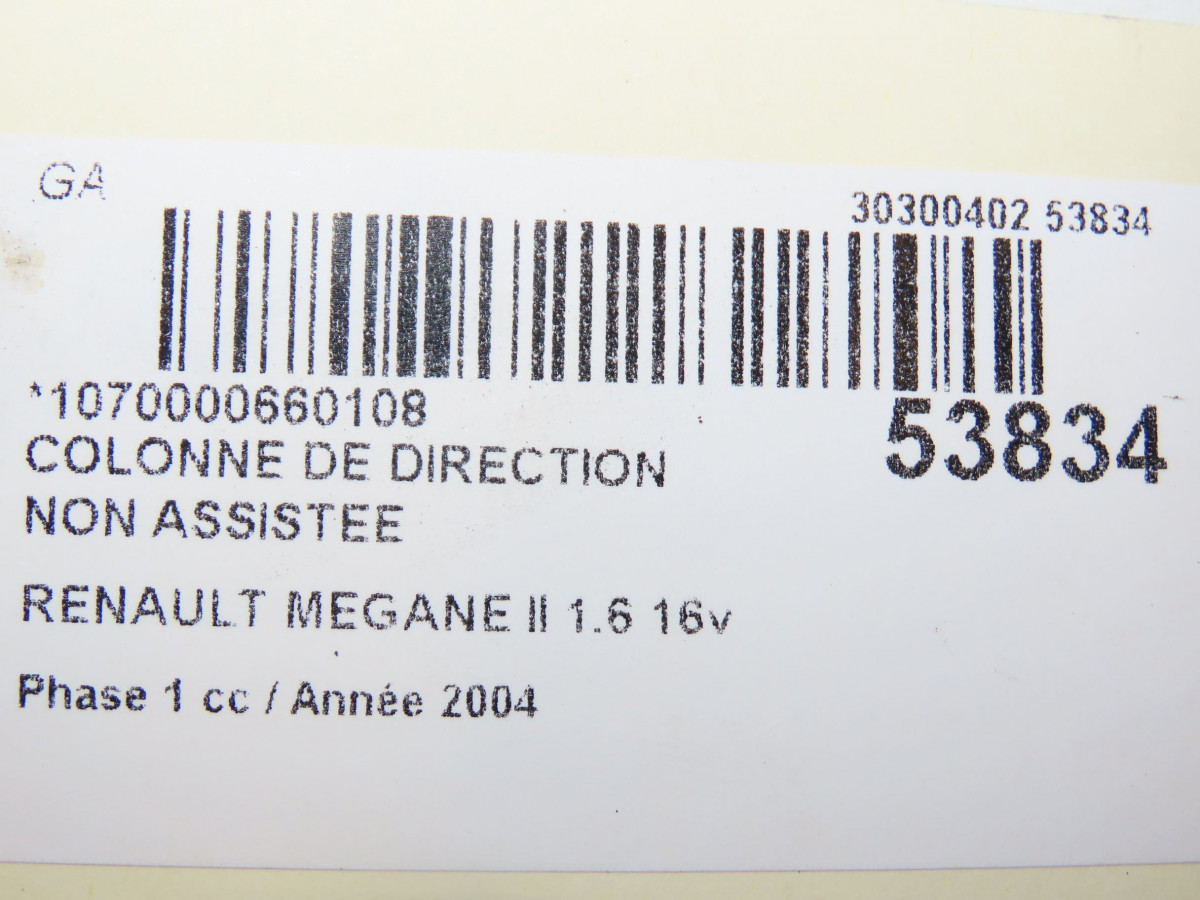 GA
30300402 53834
*1070000660108
53834
COLONNE DE DIRECTION
NON ASSISTEE
RENAULT MEGANE II 1.6 16v
Phase 1 cc / Année 2004